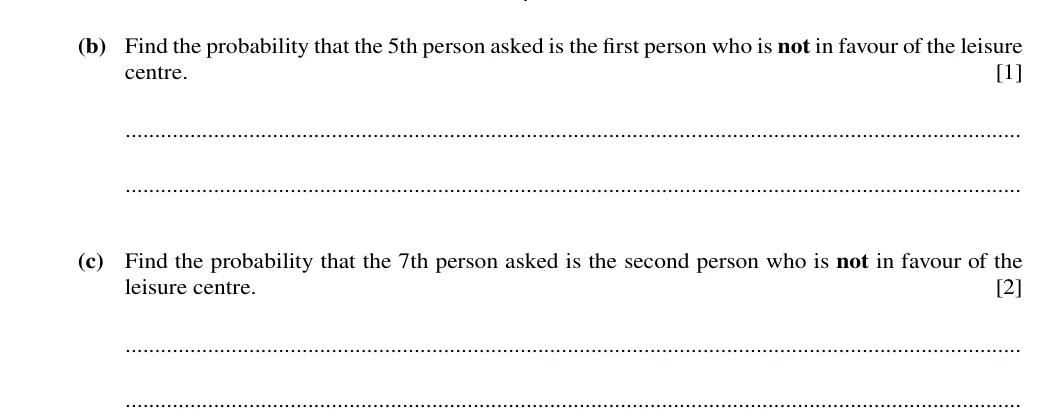 (b) Find the probability that the 5th person asked is the first person who is not in favour of the leisure
centre. [1]
................................................................................................................................................................
................................................................................................................................................................
(c) Find the probability that the 7th person asked is the second person who is not in favour of the
leisure centre. [2]
................................................................................................................................................................
................................................................................................................................................................